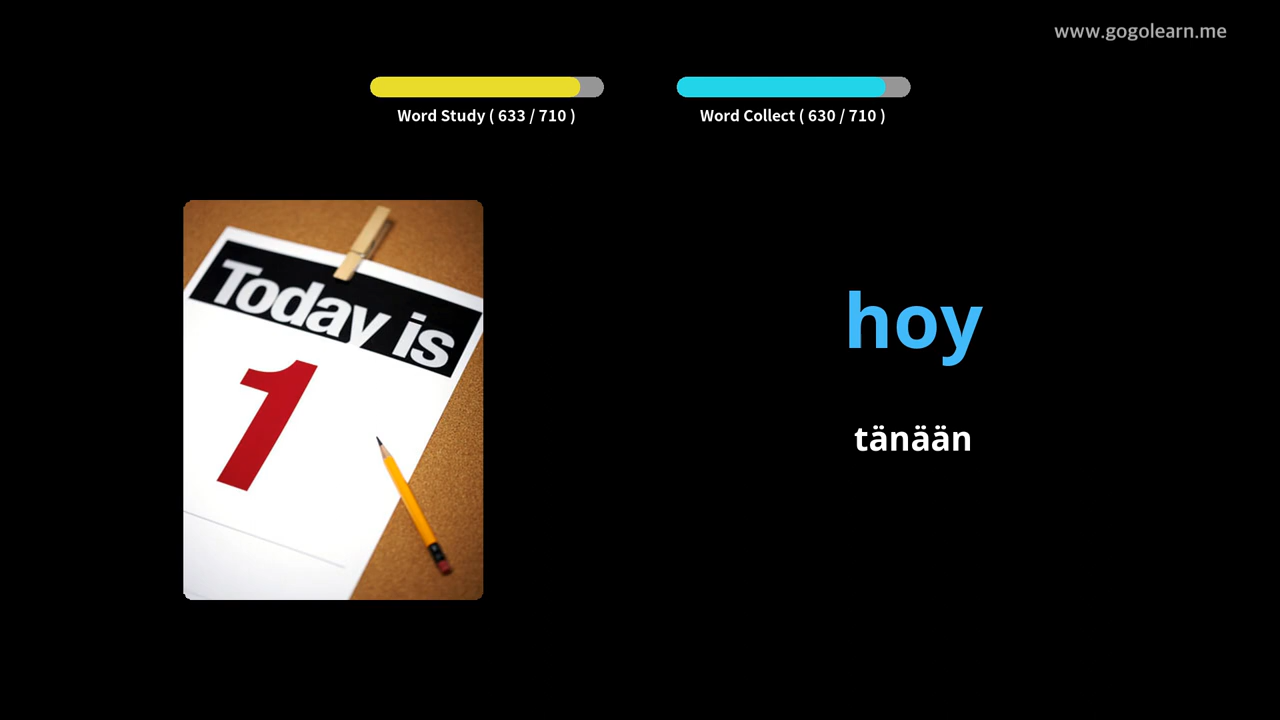 www.gogolearn.me
Word Study ( 633 / 710 )
Word Collect ( 630 / 710 )
Today is
1
hoy
tänään